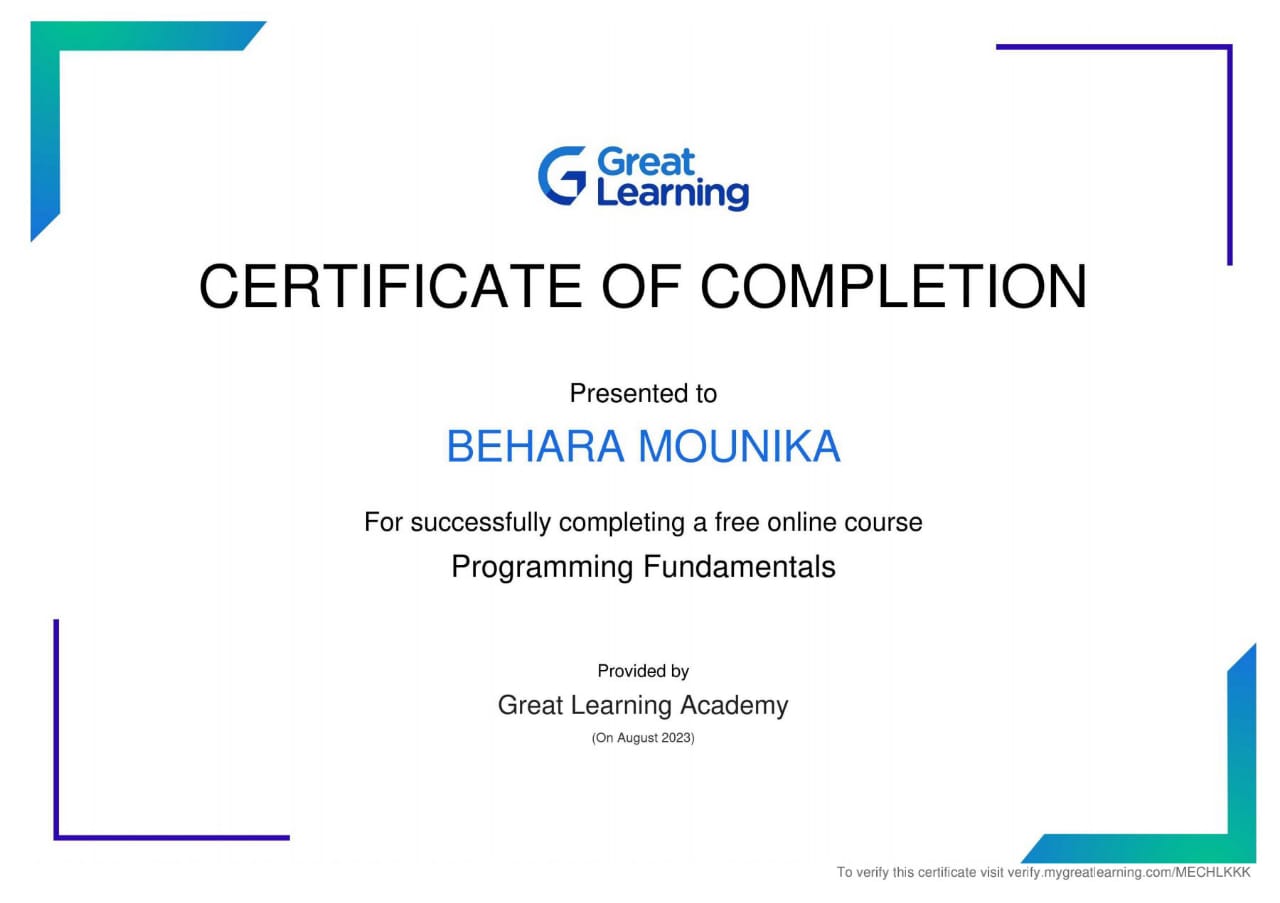 Great
Learning
CERTIFICATE OF COMPLETION
Presented to
BEHARA MOUNIKA
For successfully completing a free online course
Programming Fundamentals
Provided by
Great Learning Academy
(On August 2023)
To verify this certificate visit verify.mygreatlearning.com/MECHLKKK